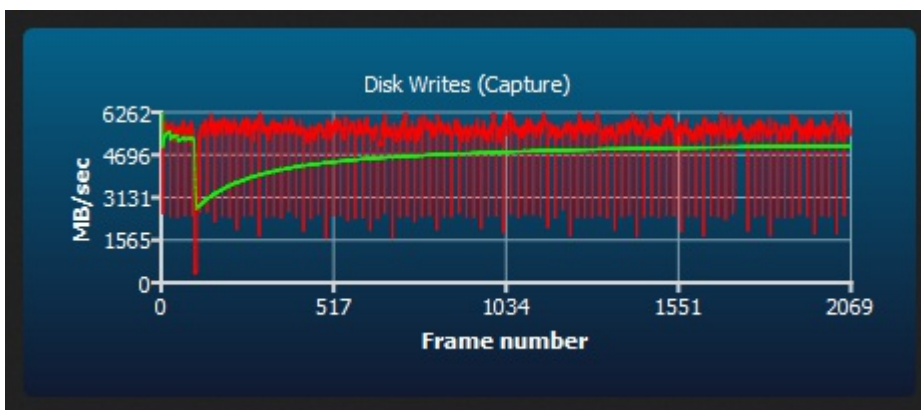 Disk Writes (Capture)
6262
4696
3131
1565
0
MB/sec
0 517 1034 1551 2069
Frame number